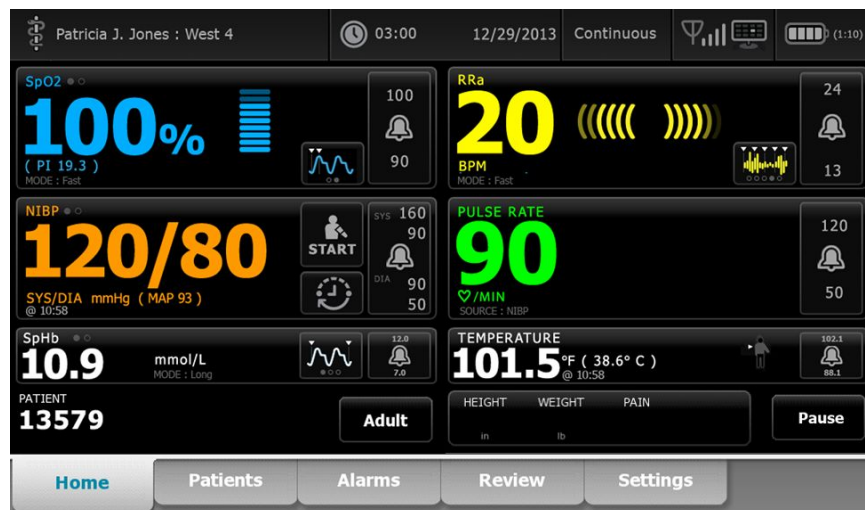 Patricia J. Jones : West 4
03:00
12/29/2013
Continuous
(1:10)
SpO2
100%
( PI 19.3 )
MODE : Fast
100
90
RRa
20
BPM
MODE : Fast
24
13
NIBP
120/80
SYS/DIA mmHg ( MAP 93 )
@ 10:58
START
SYS 160
90
DIA 90
50
PULSE RATE
90
/MIN
SOURCE : NIBP
120
50
SpHb
10.9
mmol/L
MODE : Long
12.0
7.0
TEMPERATURE
101.5 °F ( 38.6° C )
@ 10:58
102.1
88.1
PATIENT
13579
Adult
HEIGHT WEIGHT PAIN
in lb
Pause
Home Patients Alarms Review Settings